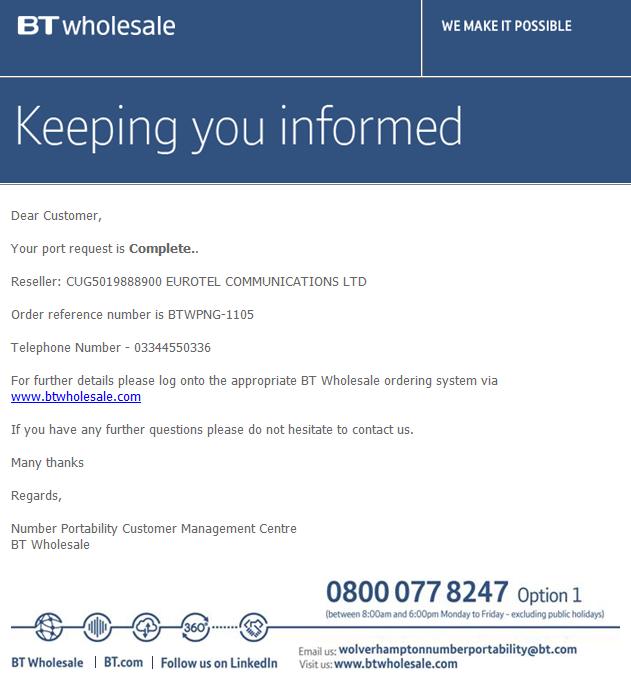 BT wholesale
WE MAKE IT POSSIBLE
Keeping you informed
Dear Customer,
Your port request is Complete..
Reseller: CUG5019888900 EUROTEL COMMUNICATIONS LTD
Order reference number is BTWPNG-1105
Telephone Number - 03344550336
For further details please log onto the appropriate BT Wholesale ordering system via
www.btwholesale.com
If you have any further questions please do not hesitate to contact us.
Many thanks
Regards,
Number Portability Customer Management Centre
BT Wholesale
0800 077 8247 Option 1
(between 8:00am and 6:00pm Monday to Friday – excluding public holidays)
360°
BT Wholesale | BT.com | Follow us on LinkedIn
Email us: wolverhamptonnumberportability@bt.com
Visit us: www.btwholesale.com